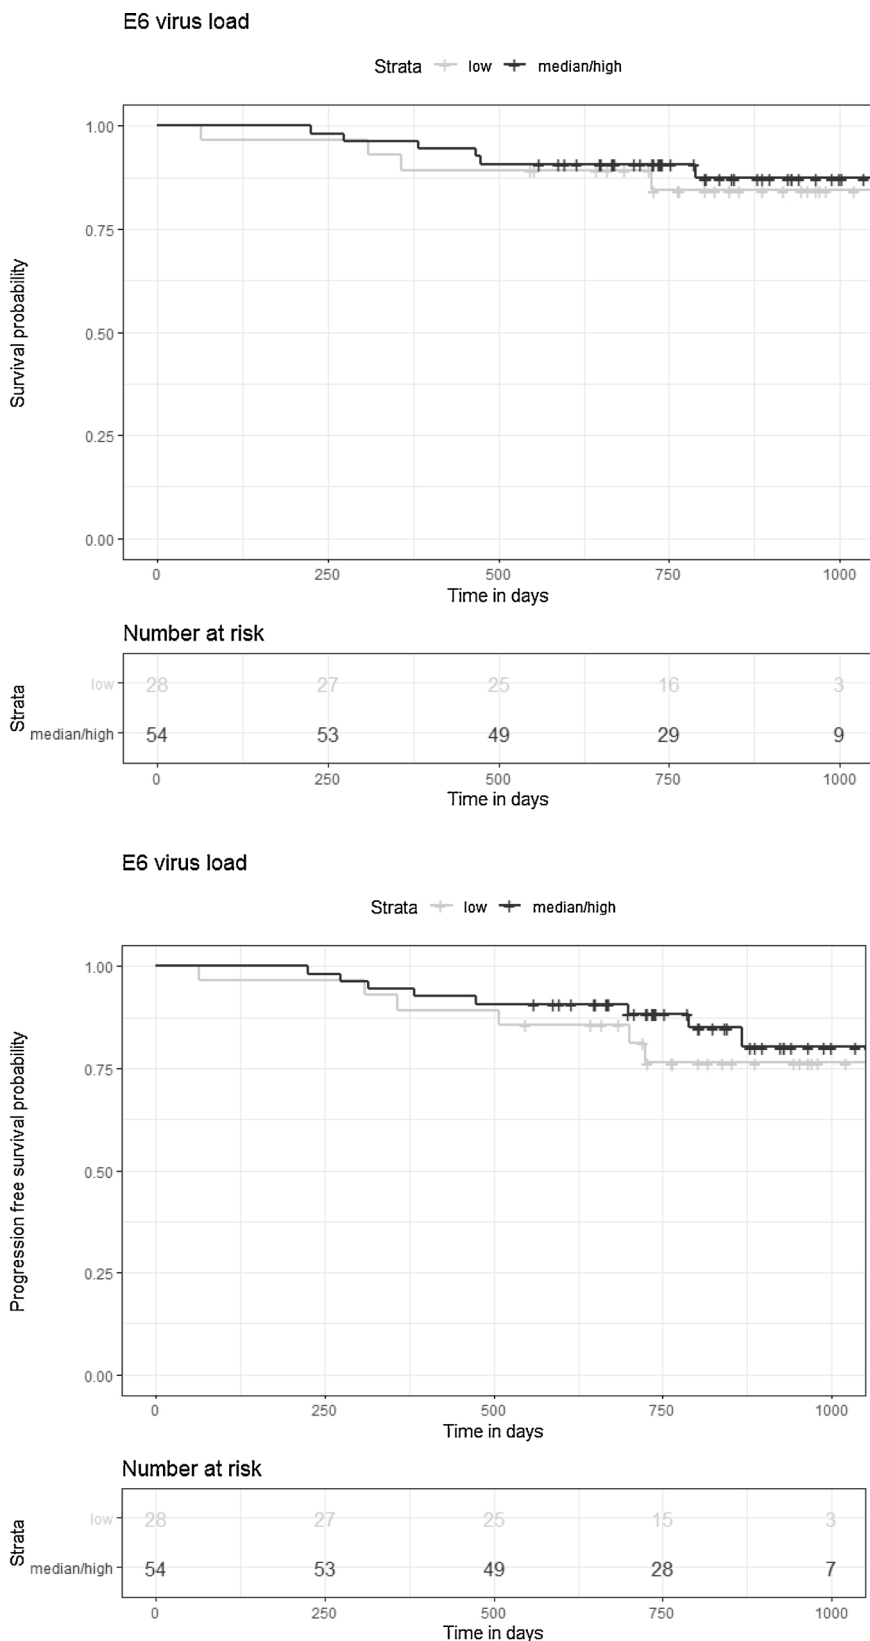 E6 virus load
Strata low median/high
Survival probability
1.00
0.75
0.50
0.25
0.00
0 250 500 750 1000
Time in days
Number at risk
Strata
low 28 27 25 16 3
median/high 54 53 49 29 9
0 250 500 750 1000
Time in days
E6 virus load
Strata low median/high
Progression free survival probability
1.00
0.75
0.50
0.25
0.00
0 250 500 750 1000
Time in days
Number at risk
Strata
low 28 27 25 15 3
median/high 54 53 49 28 7
0 250 500 750 1000
Time in days